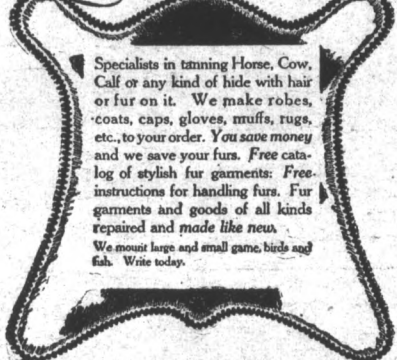 Specialists in tanning Horse, Cow,
Calf or any kind of hide with hair
or fur on it. We make robes,
coats, caps, gloves, muffs, rugs,
etc., to your order. You save money
and we save your furs. Free cata-
log of stylish fur garments: Free
instructions for handling furs. Fur
garments and goods of all kinds
repaired and made like new.
We mount large and small game, birds and
fish. Write today.